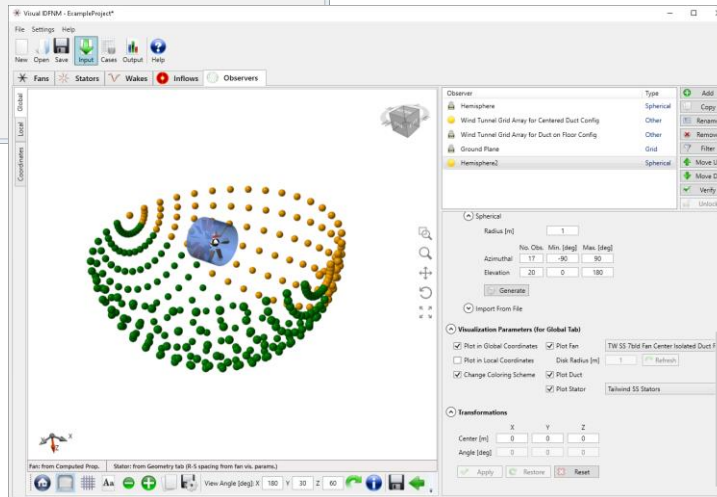 Visual IDFNM - ExampleProject*
File Settings Help
New Open Save Input Cases Output Help
Fans Stators Wakes Inflows Observers
Global
Local
Coordinates
Observer Type
Hemisphere Spherical
Wind Tunnel Grid Array for Centered Duct Config Other
Wind Tunnel Grid Array for Duct on Floor Config Other
Ground Plane Grid
Hemisphere2 Spherical
Add
Copy
Rename
Remov
Filter
Move U
Move D
Verify
Unlock
Spherical
Radius [m] 1
No. Obs. Min. [deg] Max. [deg]
Azimuthal 17 -90 90
Elevation 20 0 180
Generate
Import From File
Visualization Parameters (for Global Tab)
Plot in Global Coordinates Plot Fan TW SS 7bld Fan Center Isolated Duct F
Plot in Local Coordinates Disk Radius [m] 1 Refresh
Change Coloring Scheme Plot Duct
Plot Stator Tailwind SS Stators
Transformations
X Y Z
Center [m] 0 0 0
Angle [deg] 0 0 0
Apply Restore Reset
X
Z
Fan: from Computed Prop. Stator: from Geometry tab (R-S spacing from fan vis. params.)
Aa View Angle [deg]: X 180 Y 30 Z 60